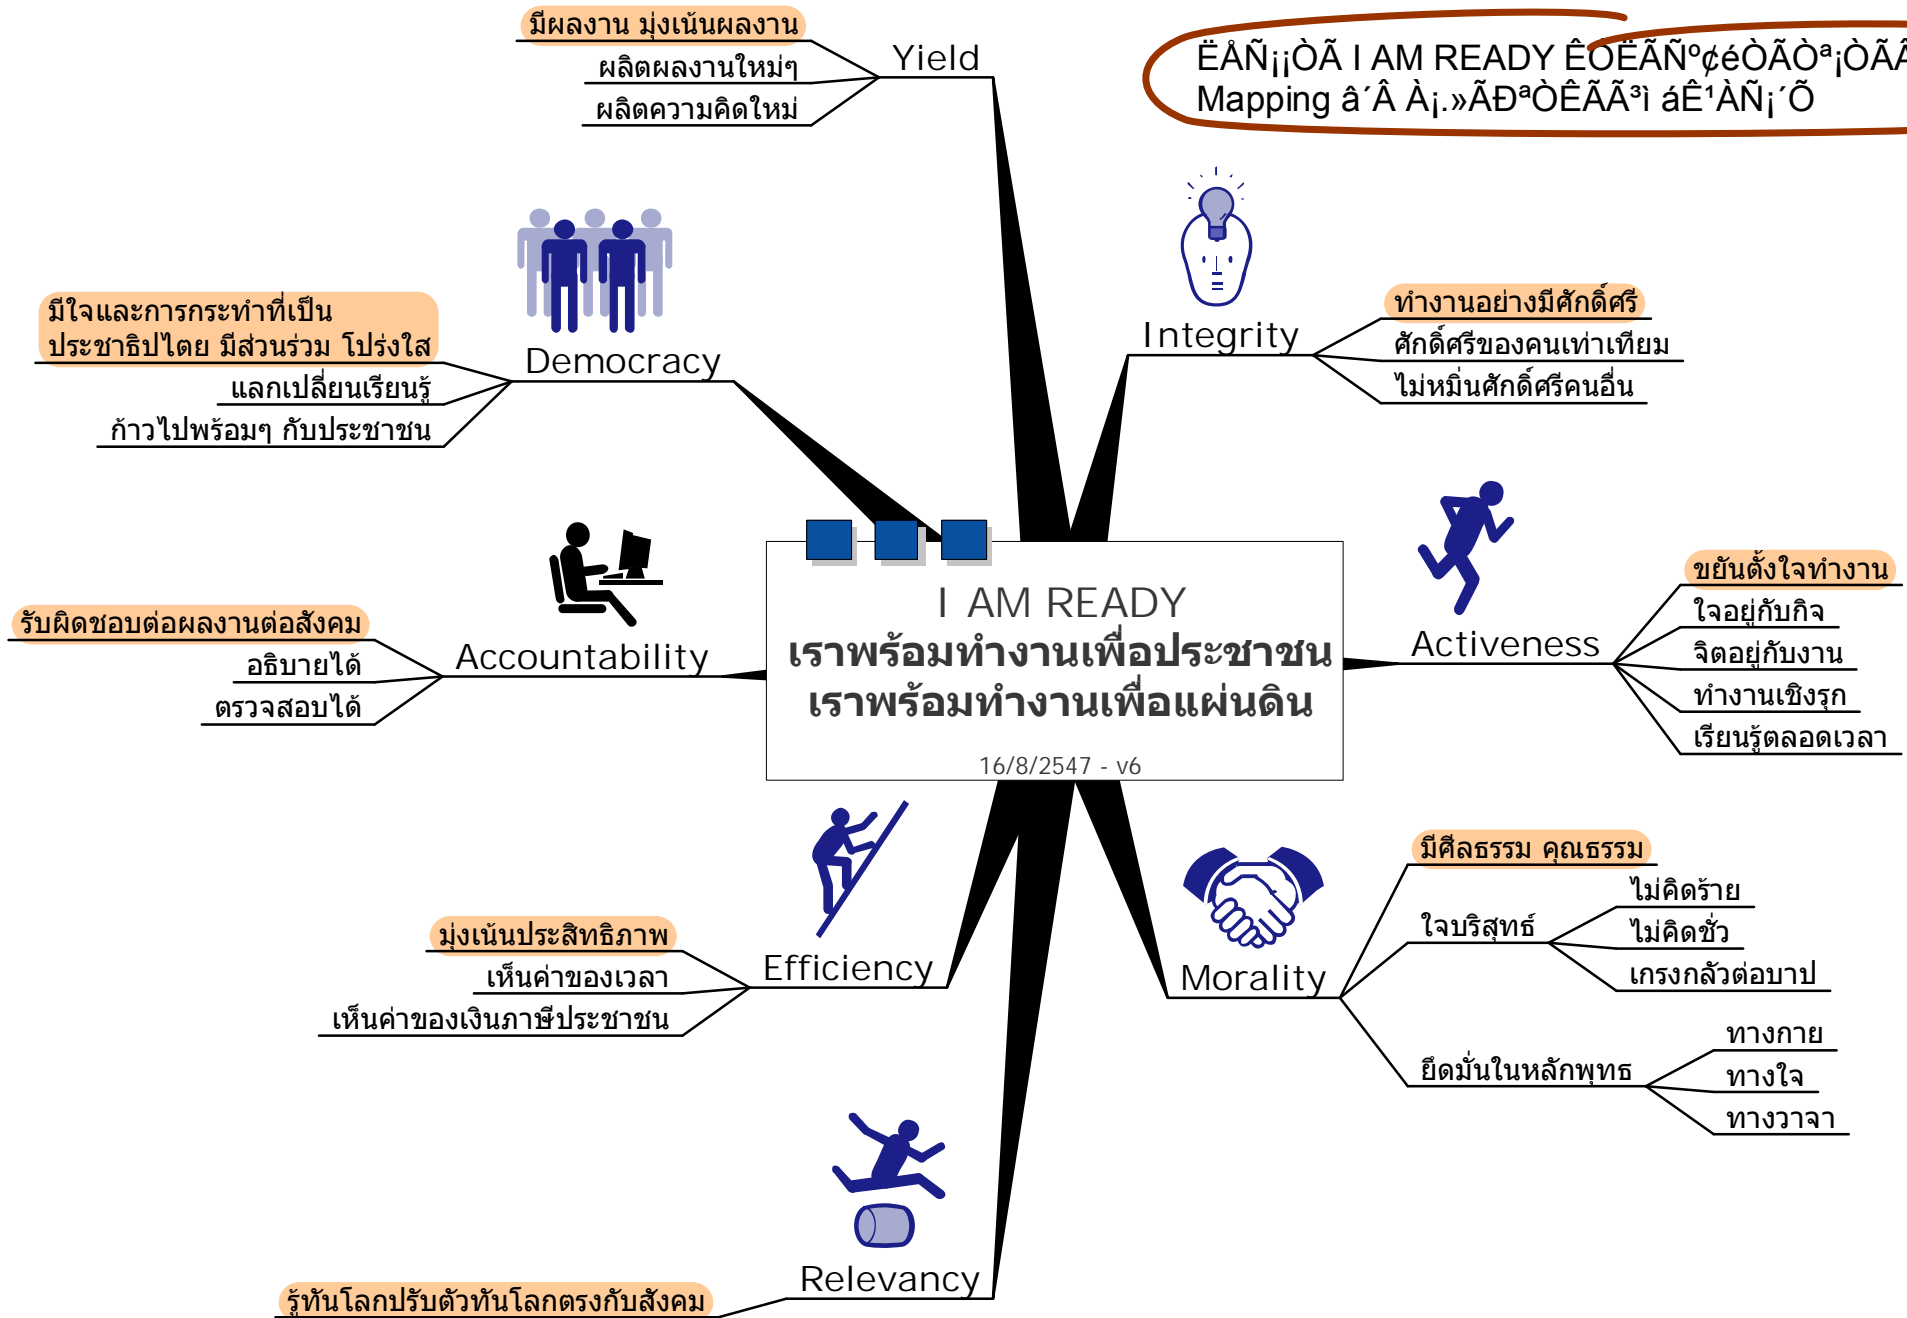 ËÅÑ¡¡ÒÃ I AM READY
Mapping â´Â À¡.»ÃÐªÒÊÃÃ³ì áÊ¹ÀÑ¡´Õ
I AM READY
เราพร้อมทำงานเพื่อประชาชน
เราพร้อมทำงานเพื่อแผ่นดิน
16/8/2547 - v6
Integrity
ทำงานอย่างมีศักดิ์ศรี
ศักดิ์ศรีของคนเท่าเทียม
ไม่หมิ่นศักดิ์ศรีคนอื่น
Activeness
ขยันตั้งใจทำงาน
ใจอยู่กับกิจ
จิตอยู่กับงาน
ทำงานเชิงรุก
เรียนรู้ตลอดเวลา
Morality
มีศีลธรรม คุณธรรม
ใจบริสุทธ์
ไม่คิดร้าย
ไม่คิดชั่ว
เกรงกลัวต่อบาป
ยึดมั่นในหลักพุทธ
ทางกาย
ทางใจ
ทางวาจา
Relevancy
รู้ทันโลกปรับตัวทันโลกตรงกับสังคม
Efficiency
มุ่งเน้นประสิทธิภาพ
เห็นค่าของเวลา
เห็นค่าของเงินภาษีประชาชน
Accountability
รับผิดชอบต่อผลงานต่อสังคม
อธิบายได้
ตรวจสอบได้
Democracy
มีใจและการกระทำที่เป็น
ประชาธิปไตย มีส่วนร่วม โปร่งใส
แลกเปลี่ยนเรียนรู้
ก้าวไปพร้อมๆ กับประชาชน
Yield
มีผลงาน มุ่งเน้นผลงาน
ผลิตผลงานใหม่ๆ
ผลิตความคิดใหม่